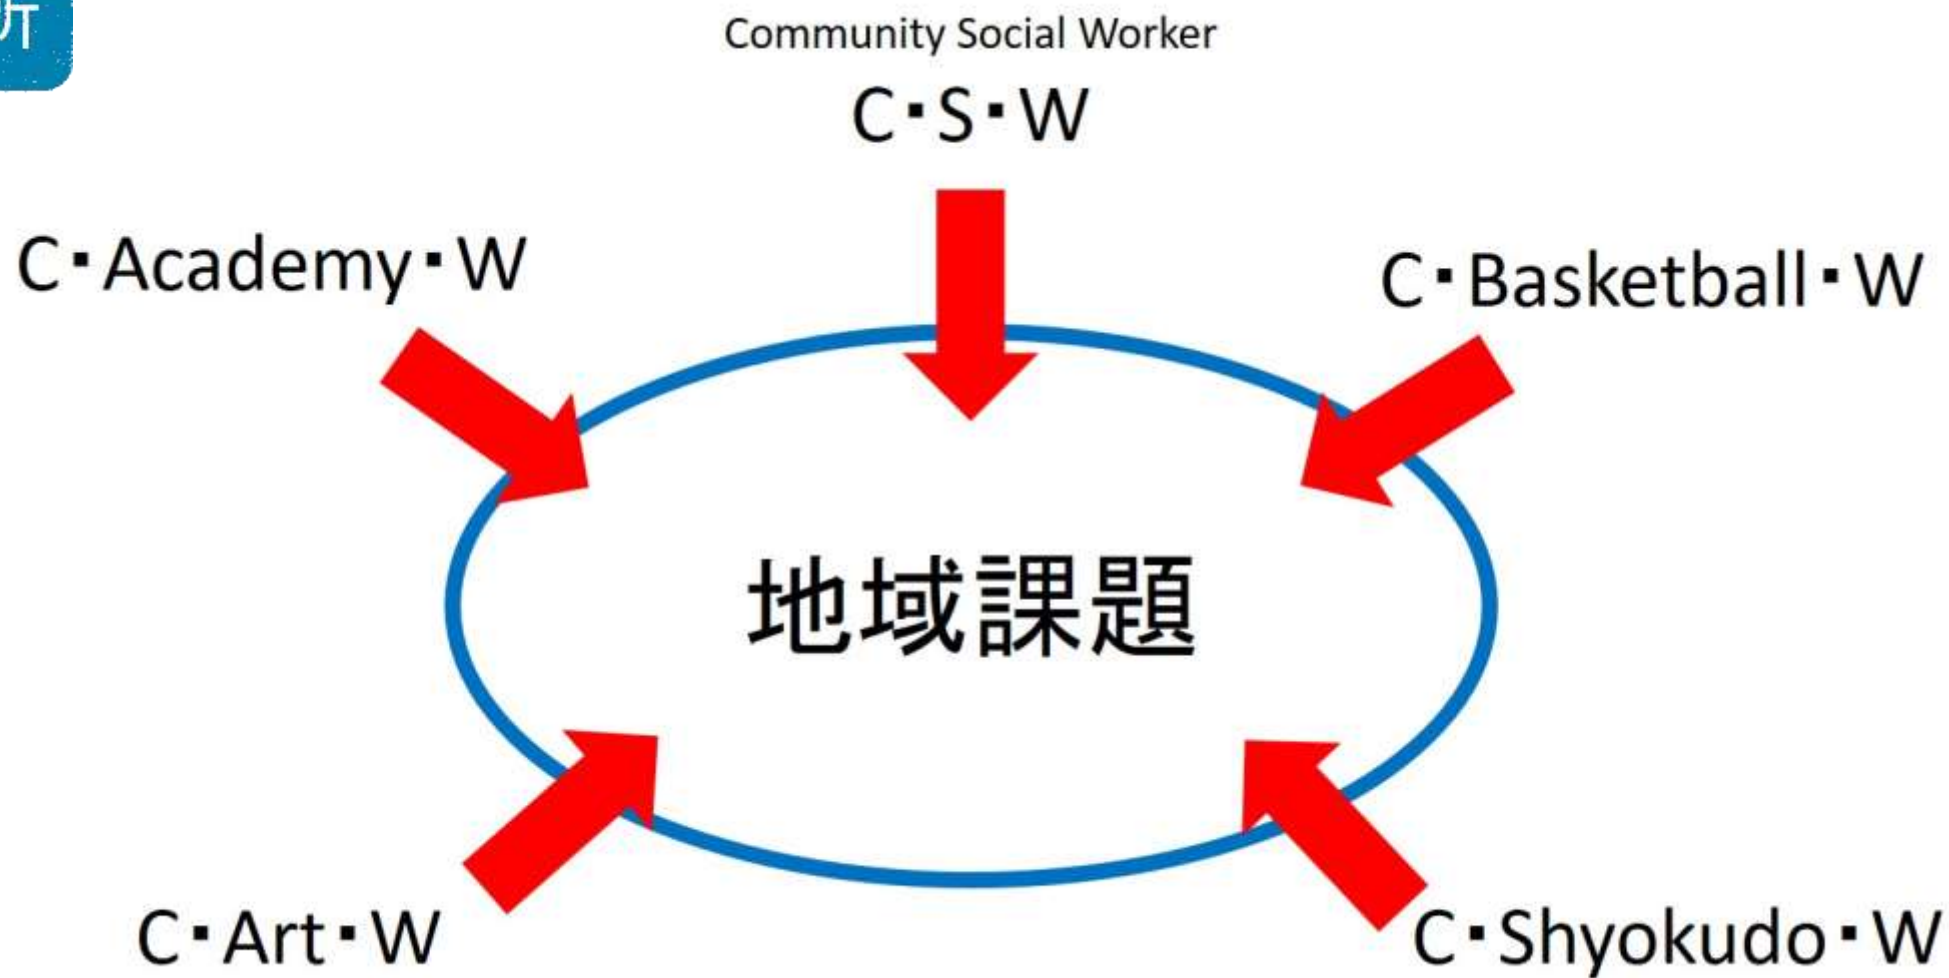 Community Social Worker
C･S･W
C･Academy･W
C･Basketball･W
地域課題
C･Art･W
C･Shyokudo･W